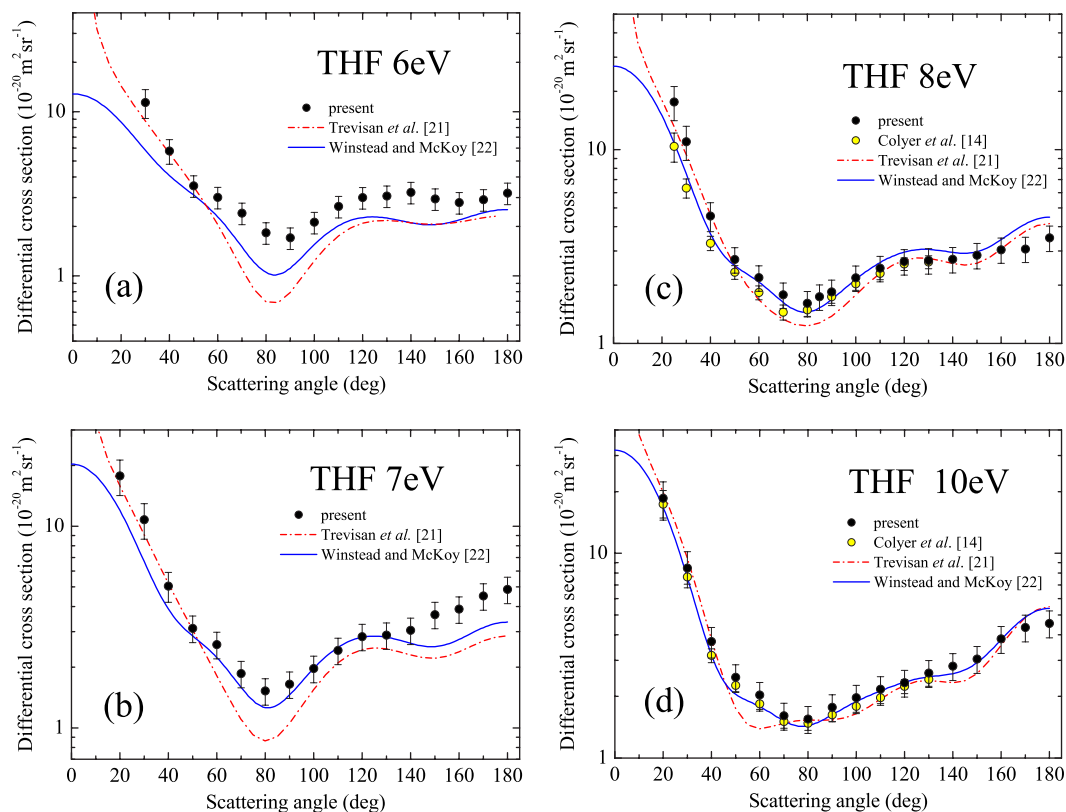 THF 6eV
present
Trevisan et al. [21]
Winstead and McKoy [22]
(a)
10
1
0 20 40 60 80 100 120 140 160 180
Scattering angle (deg)
Differential cross section (10⁻²⁰ m² sr⁻¹)
THF 8eV
present
Colyer et al. [14]
Trevisan et al. [21]
Winstead and McKoy [22]
(c)
10
1
0 20 40 60 80 100 120 140 160 180
Scattering angle (deg)
Differential cross section (10⁻²⁰ m² sr⁻¹)
THF 7eV
present
Trevisan et al. [21]
Winstead and McKoy [22]
(b)
10
1
0 20 40 60 80 100 120 140 160 180
Scattering angle (deg)
Differential cross section (10⁻²⁰ m² sr⁻¹)
THF 10eV
present
Colyer et al. [14]
Trevisan et al. [21]
Winstead and McKoy [22]
(d)
10
1
0 20 40 60 80 100 120 140 160 180
Scattering angle (deg)
Differential cross section (10⁻²⁰ m² sr⁻¹)